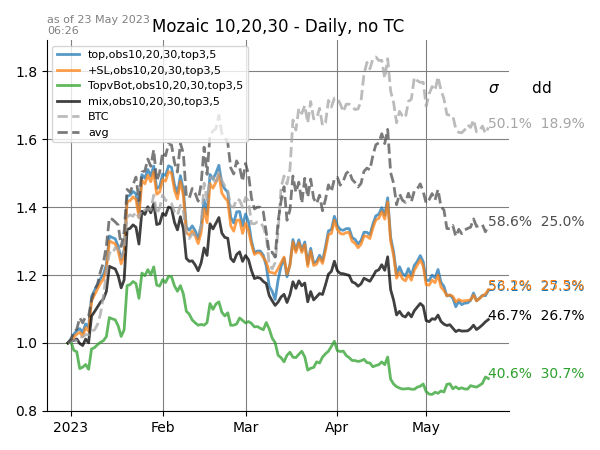 as of 23 May 2023
06:26
Mozaic 10,20,30 - Daily, no TC
top,obs10,20,30,top3,5
+SL,obs10,20,30,top3,5
TopvBot,obs10,20,30,top3,5
mix,obs10,20,30,top3,5
BTC
avg
σ dd
50.1% 18.9%
58.6% 25.0%
27.3%
46.7% 26.7%
40.6% 30.7%
1.8
1.6
1.4
1.2
1.0
0.8
2023 Feb Mar Apr May